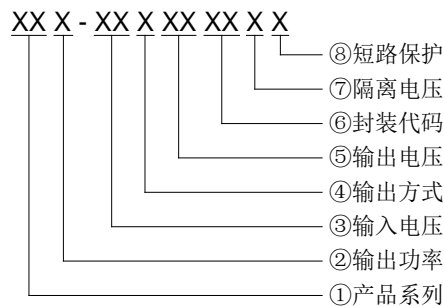 XX X - XX X XX XX X X
⑧短路保护
⑦隔离电压
⑥封装代码
⑤输出电压
④输出方式
③输入电压
②输出功率
①产品系列